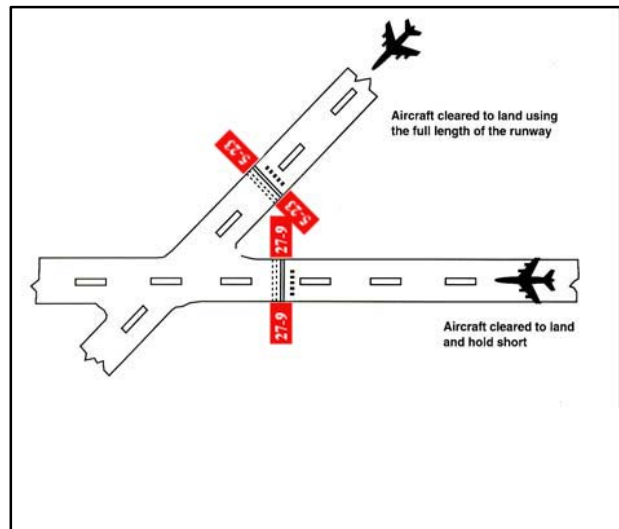 Aircraft cleared to land using
the full length of the runway
5-23
5-23
27-9
27-9
Aircraft cleared to land
and hold short